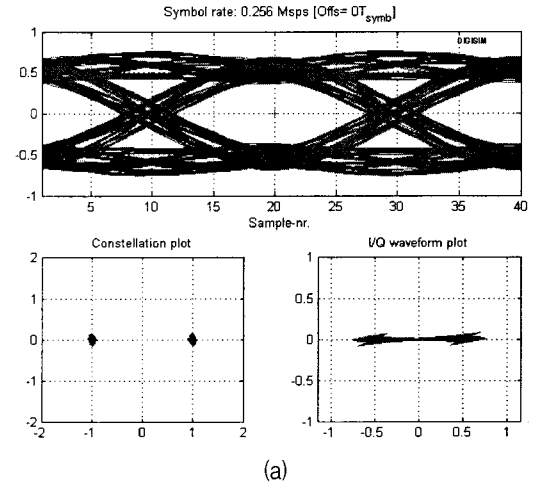 Symbol rate: 0.256 Msps [Offs= 0Tsymb]
DIGISIM
1
0.5
0
-0.5
-1
5 10 15 20 25 30 35 40
Sample-nr.
Constellation plot
2
1
0
-1
-2
-2 -1 0 1 2
I/Q waveform plot
1
0.5
0
-0.5
-1
-1 -0.5 0 0.5 1
(a)